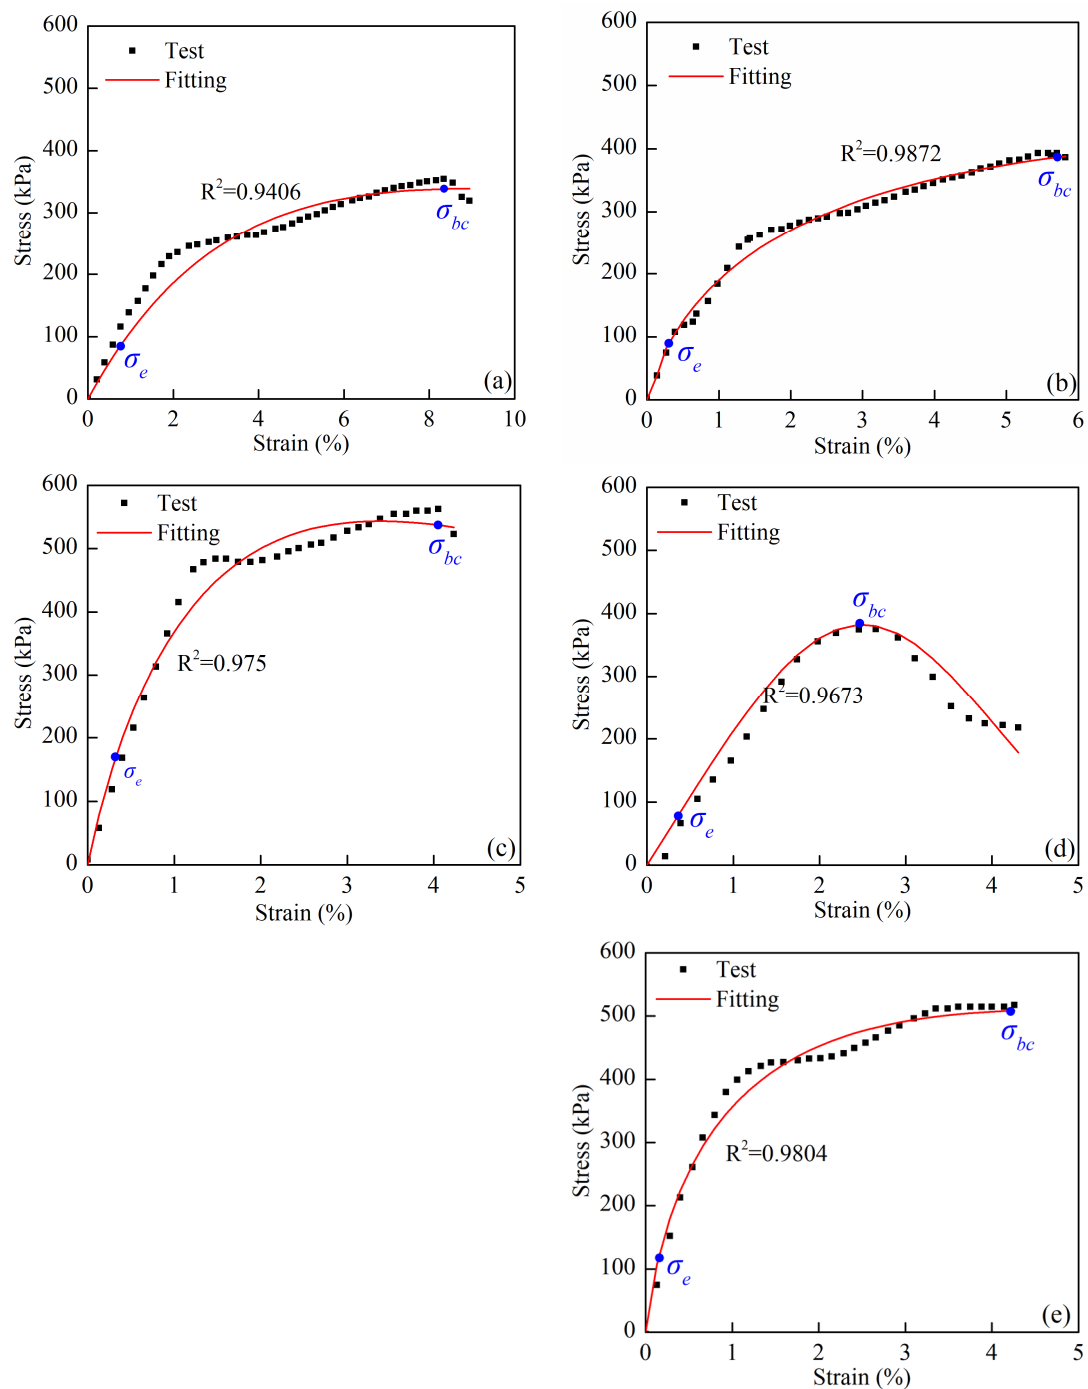 600
500
400
300
200
100
0
Stress (kPa)
Test
Fitting
R²=0.9406
σbc
σe
(a)
0 2 4 6 8 10
Strain (%)
600
500
400
300
200
100
0
Stress (kPa)
Test
Fitting
R²=0.9872
σbc
σe
(b)
0 1 2 3 4 5 6
Strain (%)
600
500
400
300
200
100
0
Stress (kPa)
Test
Fitting
σbc
R²=0.975
σe
(c)
0 1 2 3 4 5
Strain (%)
600
500
400
300
200
100
0
Stress (kPa)
Test
Fitting
σbc
R²=0.9673
σe
(d)
0 1 2 3 4 5
Strain (%)
600
500
400
300
200
100
0
Stress (kPa)
Test
Fitting
σbc
R²=0.9804
σe
(e)
0 1 2 3 4 5
Strain (%)